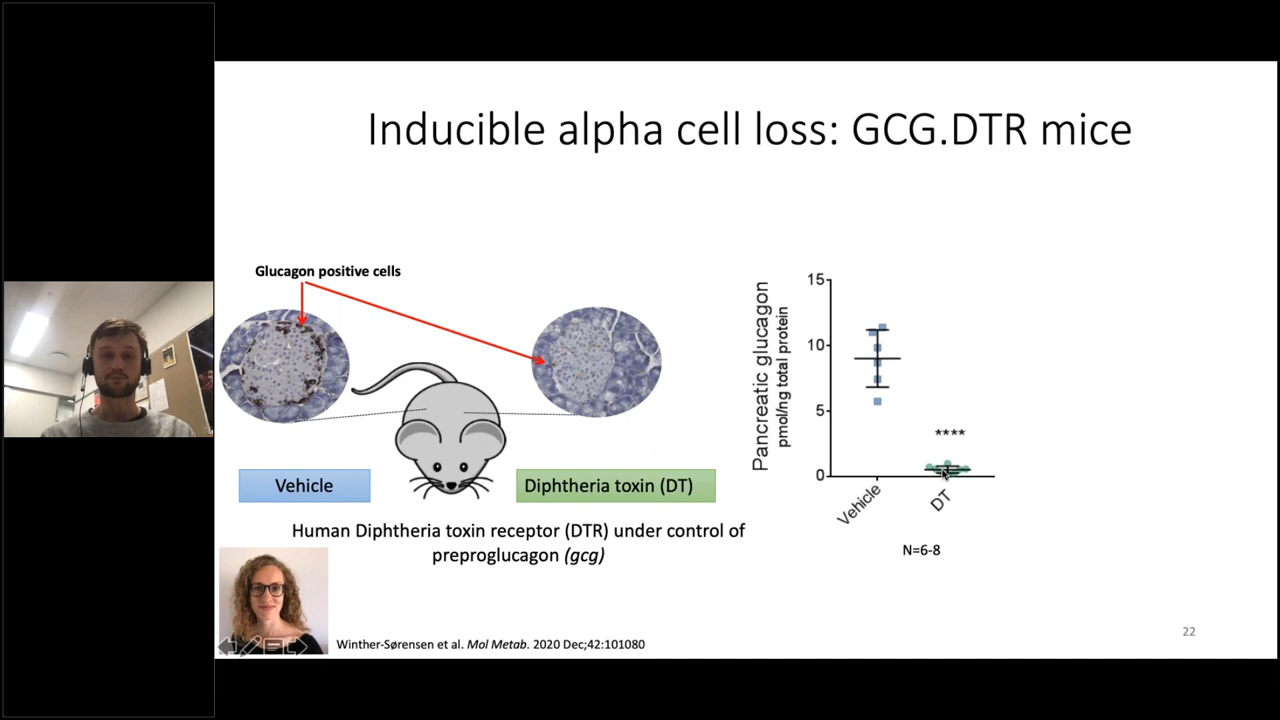 Inducible alpha cell loss: GCG.DTR mice
Glucagon positive cells
Vehicle
Diphtheria toxin (DT)
Human Diphtheria toxin receptor (DTR) under control of
preproglucagon (gcg)
Pancreatic glucagon
pmol/ng total protein
15
10
5
0
****
Vehicle
DT
N=6-8
Winther-Sørensen et al. Mol Metab. 2020 Dec;42:101080
22